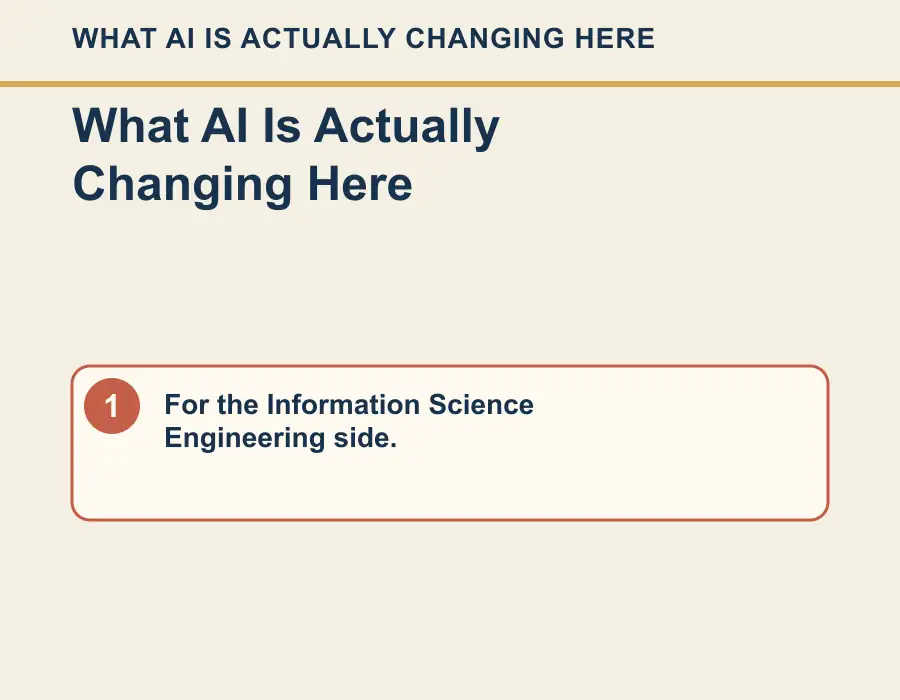 WHAT AI IS ACTUALLY CHANGING HERE
What AI Is Actually
Changing Here
1
For the Information Science
Engineering side.